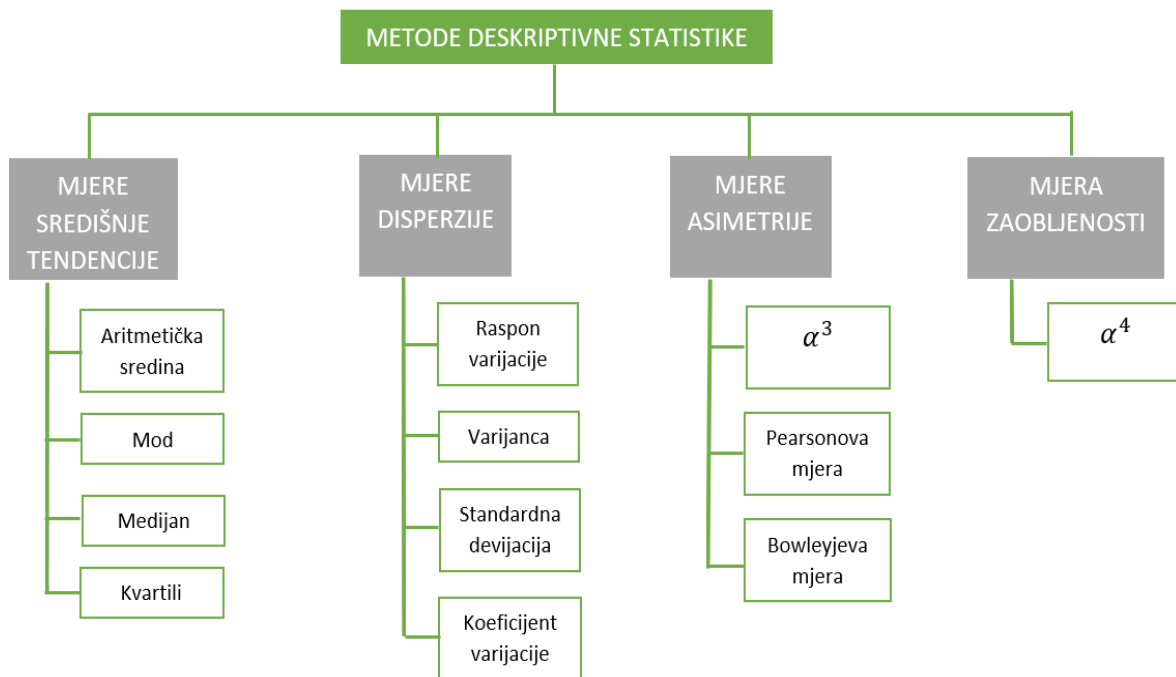 METODE DESKRIPTIVNE STATISTIKE
MJERE
SREDIŠNJE
TENDENCIJE
Aritmetička
sredina
Mod
Medijan
Kvartili
MJERE
DISPERZIJE
Raspon
varijacije
Varijanca
Standardna
devijacija
Koeficijent
varijacije
MJERE
ASIMETRIJE
α³
Pearsonova
mjera
Bowleyjeva
mjera
MJERA
ZAOBLJENOSTI
α⁴